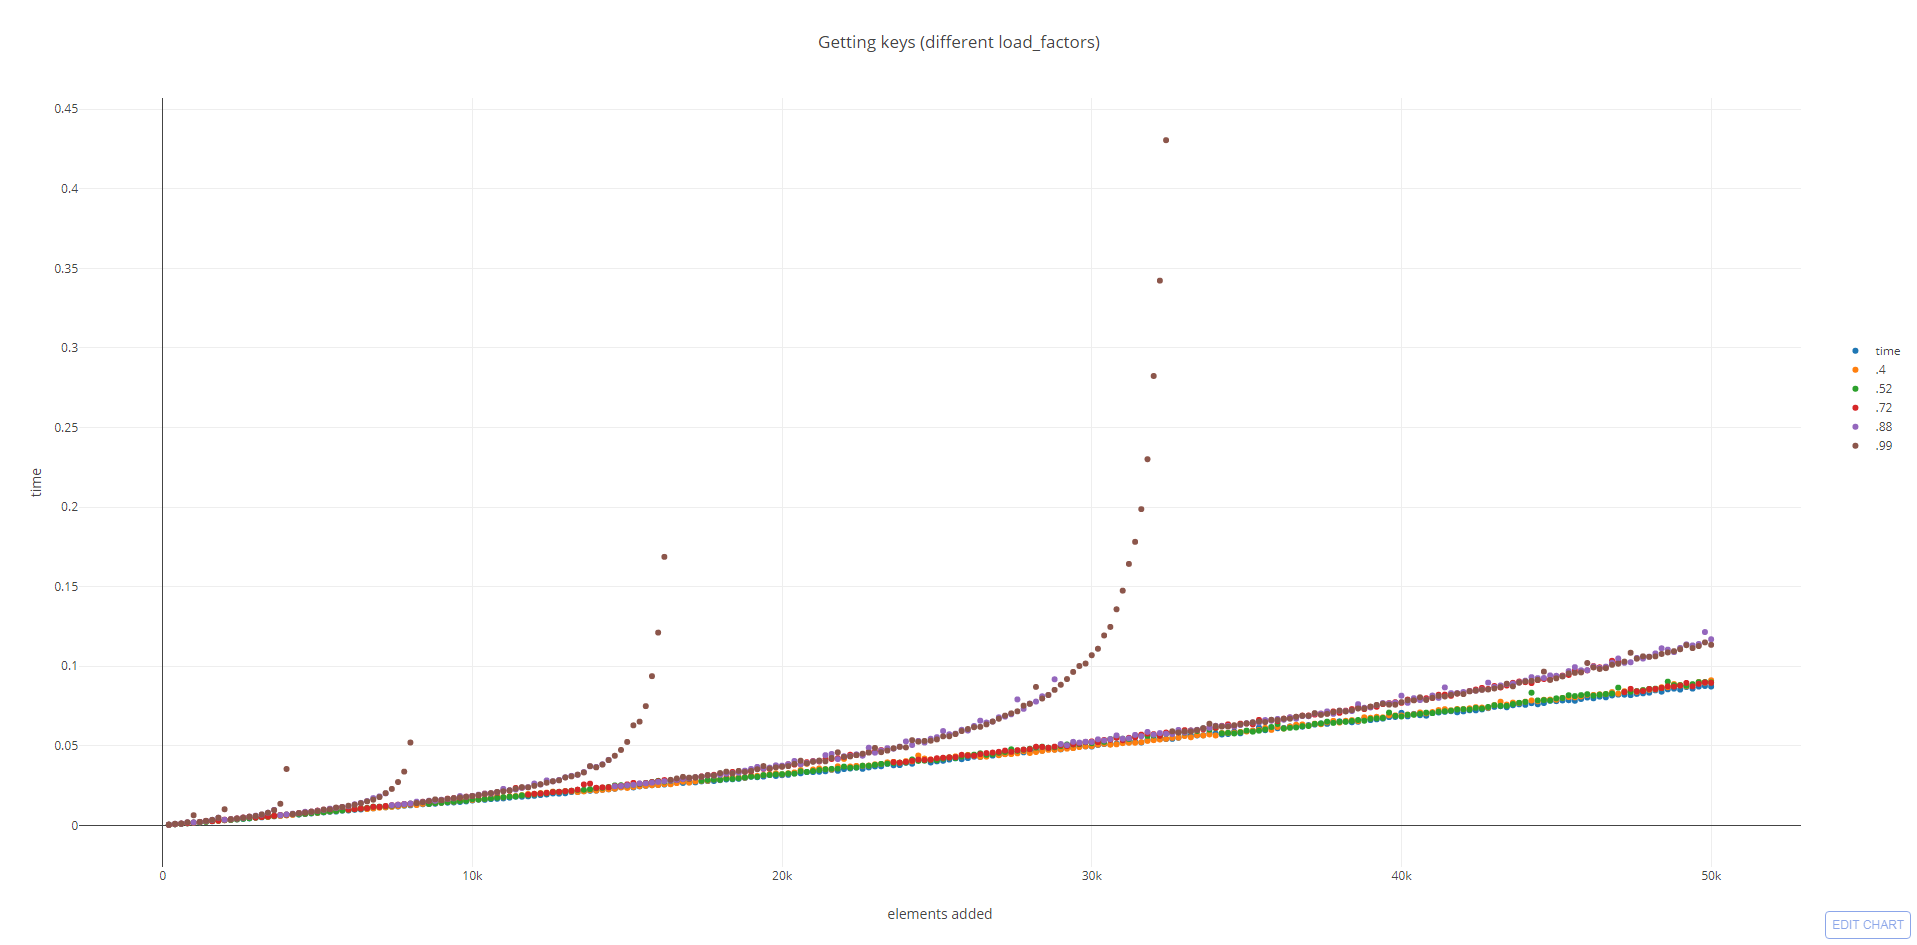 Getting keys (different load_factors)
time
0.45
0.4
0.35
0.3
0.25
0.2
0.15
0.1
0.05
0
0 10k 20k 30k 40k 50k
elements added
time
.4
.52
.72
.88
.99
EDIT CHART